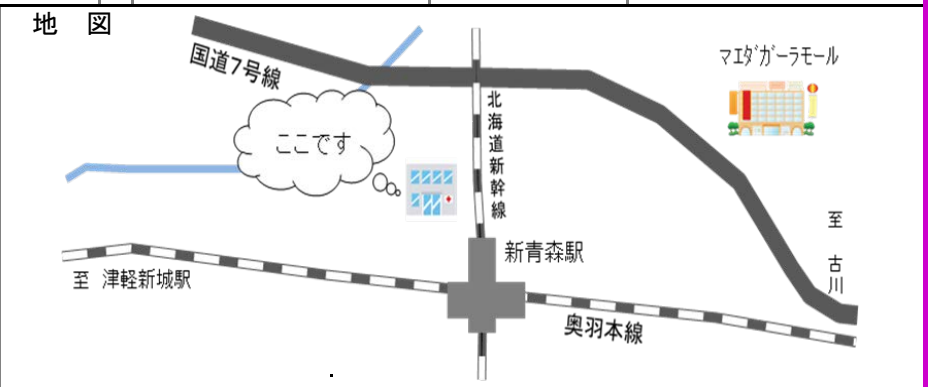 地 図
国道7号線
マエダガーラモール
ここです
北海道新幹線
至 古川
新青森駅
至 津軽新城駅
奥羽本線